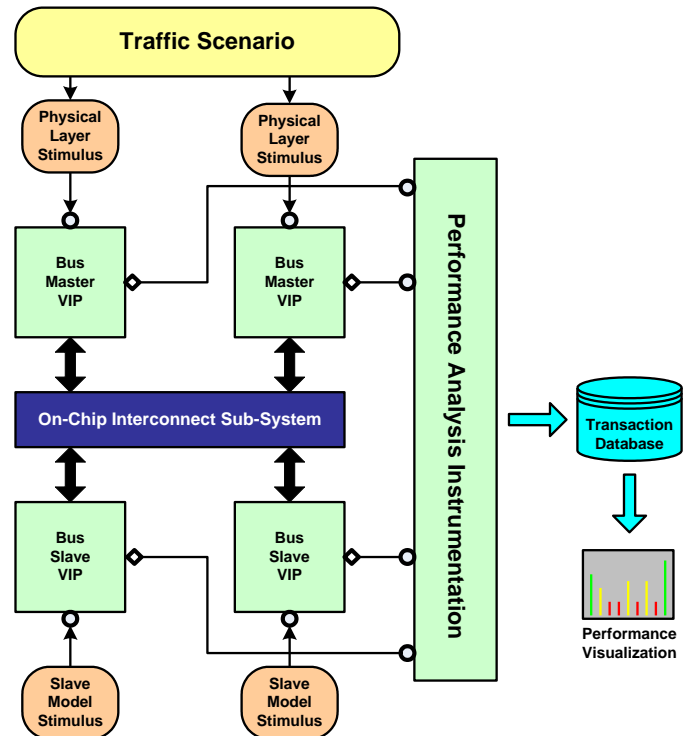 Traffic Scenario
Physical
Layer
Stimulus
Physical
Layer
Stimulus
Bus
Master
VIP
Bus
Master
VIP
Performance Analysis Instrumentation
On-Chip Interconnect Sub-System
Transaction
Database
Bus
Slave
VIP
Bus
Slave
VIP
Performance
Visualization
Slave
Model
Stimulus
Slave
Model
Stimulus